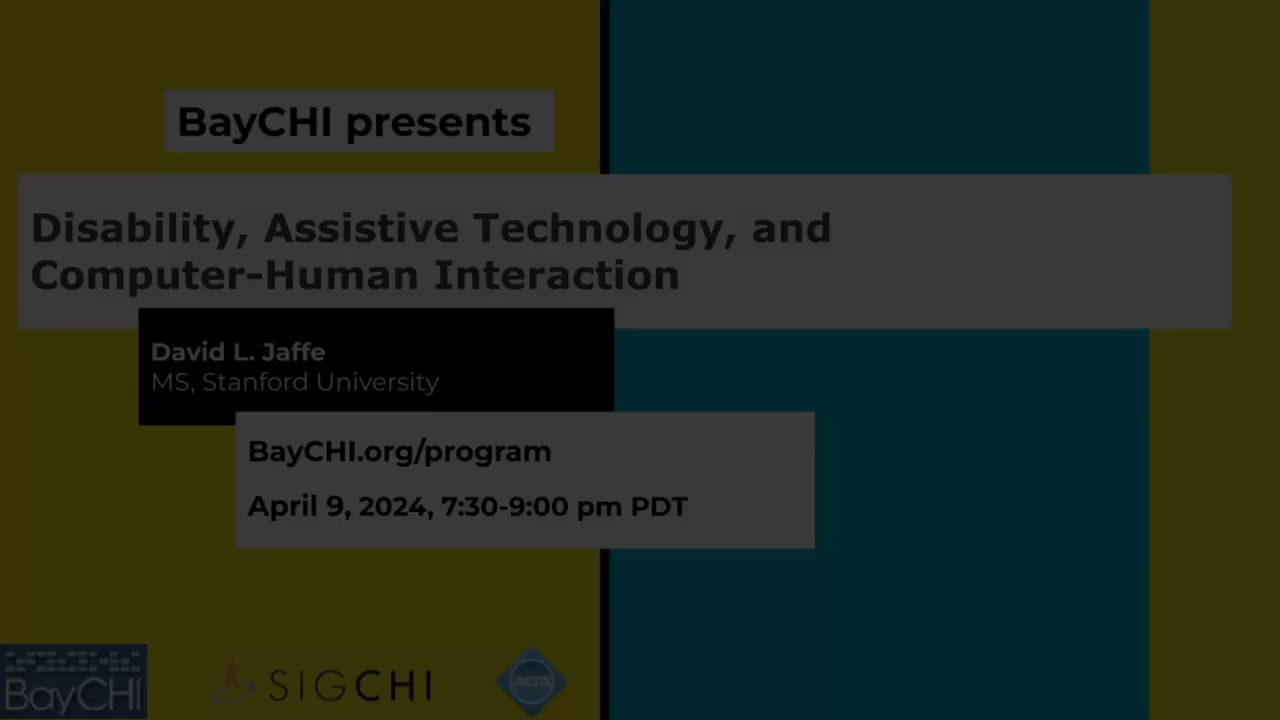 BayCHI presents
Disability, Assistive Technology, and
Computer-Human Interaction
David L. Jaffe
MS, Stanford University
BayCHI.org/program
April 9, 2024, 7:30-9:00 pm PDT
BayCHI
SIGCHI
acm